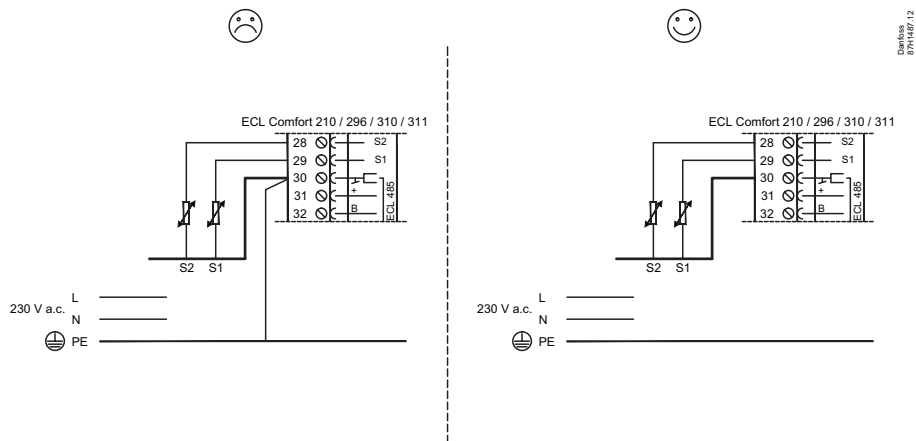 Danfoss
87H1487.12
ECL Comfort 210 / 296 / 310 / 311
28 S2
29 S1
30
31 +
32 B
ECL 485
S2 S1
L
230 V a.c.
N
PE
ECL Comfort 210 / 296 / 310 / 311
28 S2
29 S1
30
31 +
32 B
ECL 485
S2 S1
L
230 V a.c.
N
PE